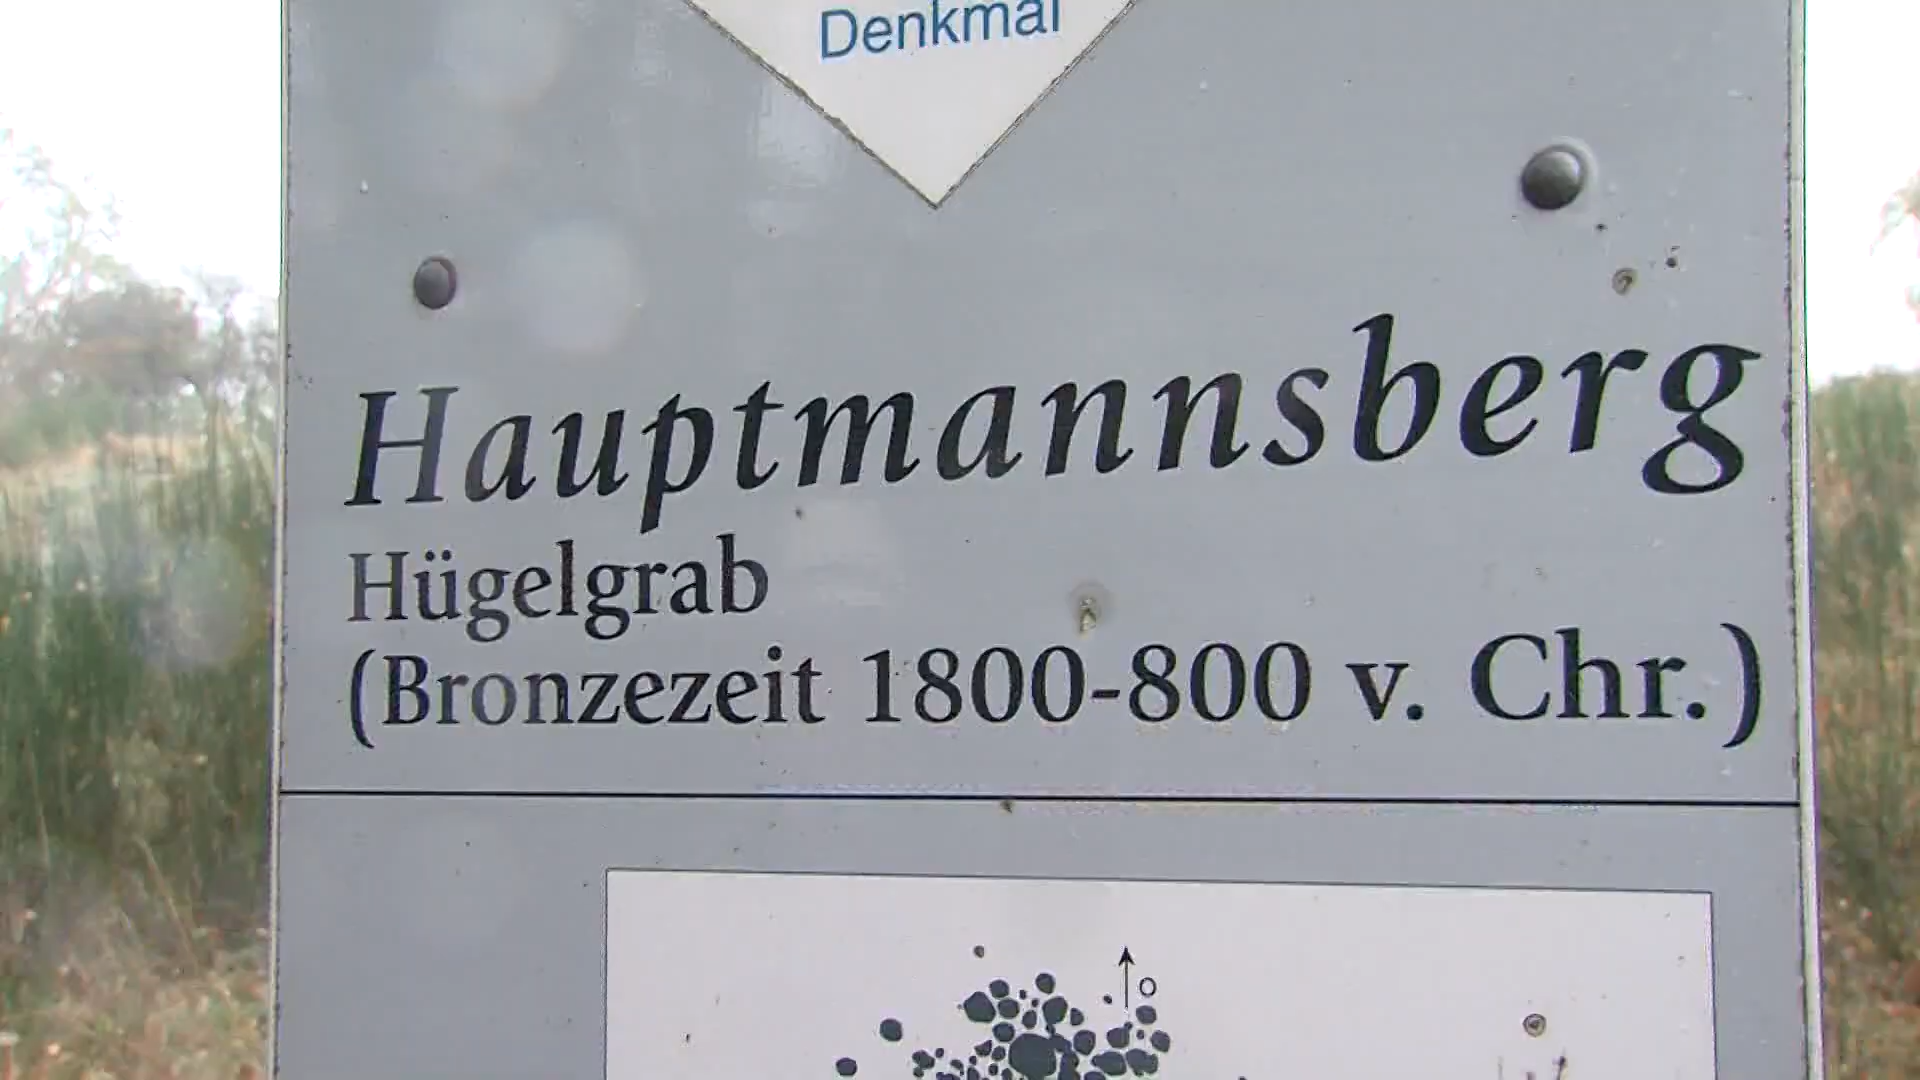 Denkmal
Hauptmannsberg
Hügelgrab
(Bronzezeit 1800-800 v. Chr.)
O